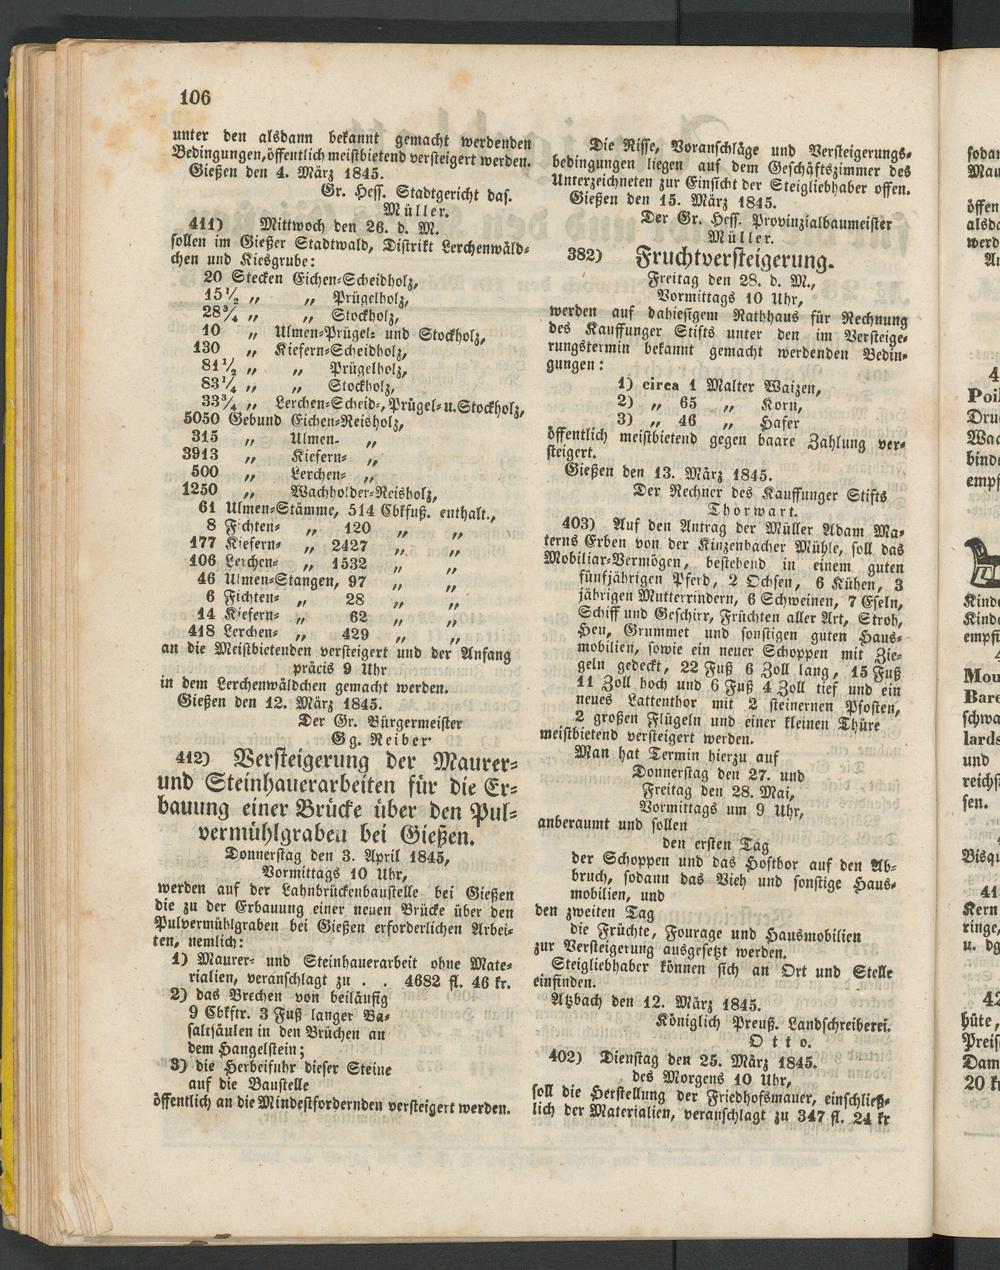 106
unter den alsdann bekannt gemacht werdenden
Bedingungen, öffentlich meistbietend versteigert werden.
Gießen den 4. März 1845.
Gr. Hess. Stadtgericht das.
Müller.
411) Mittwoch den 26. d. M.
sollen im Gießer Stadtwald, Distrikt Lerchenwäld-
chen und Kiesgrube:
20 Stecken Eichen-Scheidholz,
15½ „ „ Prügelholz,
28¾ „ „ Stockholz,
10 „ Ulmen-Prügel- und Stockholz,
130 „ Kiefern-Scheidholz,
81½ „ „ Prügelholz,
83¼ „ „ Stockholz,
33¾ „ Lerchen-Scheid-, Prügel- u. Stockholz,
5050 Gebund Eichen-Reisholz,
315 „ Ulmen- „
3913 „ Kiefern- „
500 „ Lerchen- „
1250 „ Wachholder-Reisholz,
61 Ulmen-Stämme, 514 Cbkfuß. enthalt.,
8 Fichten- „ 120 „ „
177 Kiefern- „ 2427 „ „
106 Lerchen- „ 1532 „ „
46 Ulmen-Stangen, 97 „ „
6 Fichten- „ 28 „ „
14 Kiefern- „ 62 „ „
418 Lerchen- „ 429 „ „
an die Meistbietenden versteigert und der Anfang
präcis 9 Uhr
in dem Lerchenwäldchen gemacht werden.
Gießen den 12. März 1845.
Der Gr. Bürgermeister
Gg. Reiber
412) Versteigerung der Maurer-
und Steinhauerarbeiten für die Er-
bauung einer Brücke über den Pul-
vermühlgraben bei Gießen.
Donnerstag den 3. April 1845,
Vormittags 10 Uhr,
werden auf der Lahnbrückenbaustelle bei Gießen
die zu der Erbauung einer neuen Brücke über den
Pulvermühlgraben bei Gießen erforderlichen Arbei-
ten, nemlich:
1) Maurer- und Steinhauerarbeit ohne Mate-
rialien, veranschlagt zu . . 4682 fl. 46 kr.
2) das Brechen von beiläufig
9 Cbkftr. 3 Fuß langer Ba-
saltsäulen in den Brüchen an
dem Hangelstein;
3) die Herbeifuhr dieser Steine
auf die Baustelle
öffentlich an die Mindestfordernden versteigert werden.
Die Risse, Voranschläge und Versteigerungs-
bedingungen liegen auf dem Geschäftszimmer des
Unterzeichneten zur Einsicht der Steigliebhaber offen.
Gießen den 15. März 1845.
Der Gr. Hess. Provinzialbaumeister
Müller.
382) Fruchtversteigerung.
Freitag den 28. d. M.,
Vormittags 10 Uhr,
werden auf dahiesigem Rathhaus für Rechnung
des Kauffunger Stifts unter den im Versteige-
rungstermin bekannt gemacht werdenden Bedin-
gungen:
1) circa 1 Malter Waizen,
2) „ 65 „ Korn,
3) „ 46 „ Hafer
öffentlich meistbietend gegen baare Zahlung ver-
steigert.
Gießen den 13. März 1845.
Der Rechner des Kauffunger Stifts
Thorwart.
403) Auf den Antrag der Müller Adam Ma-
terns Erben von der Kinzenbacher Mühle, soll das
Mobiliar-Vermögen, bestehend in einem guten
fünfjährigen Pferd, 2 Ochsen, 6 Kühen, 3
jährigen Mutterrindern, 6 Schweinen, 7 Eseln,
Schiff und Geschirr, Früchten aller Art, Stroh,
Heu, Grummet und sonstigen guten Haus-
mobilien, sowie ein neuer Schoppen mit Zie-
geln gedeckt, 22 Fuß 6 Zoll lang, 15 Fuß
11 Zoll hoch und 6 Fuß 4 Zoll tief und ein
neues Lattenthor mit 2 steinernen Pfosten,
2 großen Flügeln und einer kleinen Thüre
meistbietend versteigert werden.
Man hat Termin hierzu auf
Donnerstag den 27. und
Freitag den 28. Mai,
Vormittags um 9 Uhr,
anberaumt und sollen
den ersten Tag
der Schoppen und das Hofthor auf den Ab-
bruch, sodann das Vieh und sonstige Haus-
mobilien, und
den zweiten Tag
die Früchte, Fourage und Hausmobilien
zur Versteigerung ausgesetzt werden.
Steigliebhaber können sich an Ort und Stelle
einfinden.
Atzbach den 12. März 1845.
Königlich Preuß. Landschreiberei.
Otto.
402) Dienstag den 25. März 1845.
des Morgens 10 Uhr,
soll die Herstellung der Friedhofsmauer, einschließ-
lich der Materialien, veranschlagt zu 347 fl. 24 kr